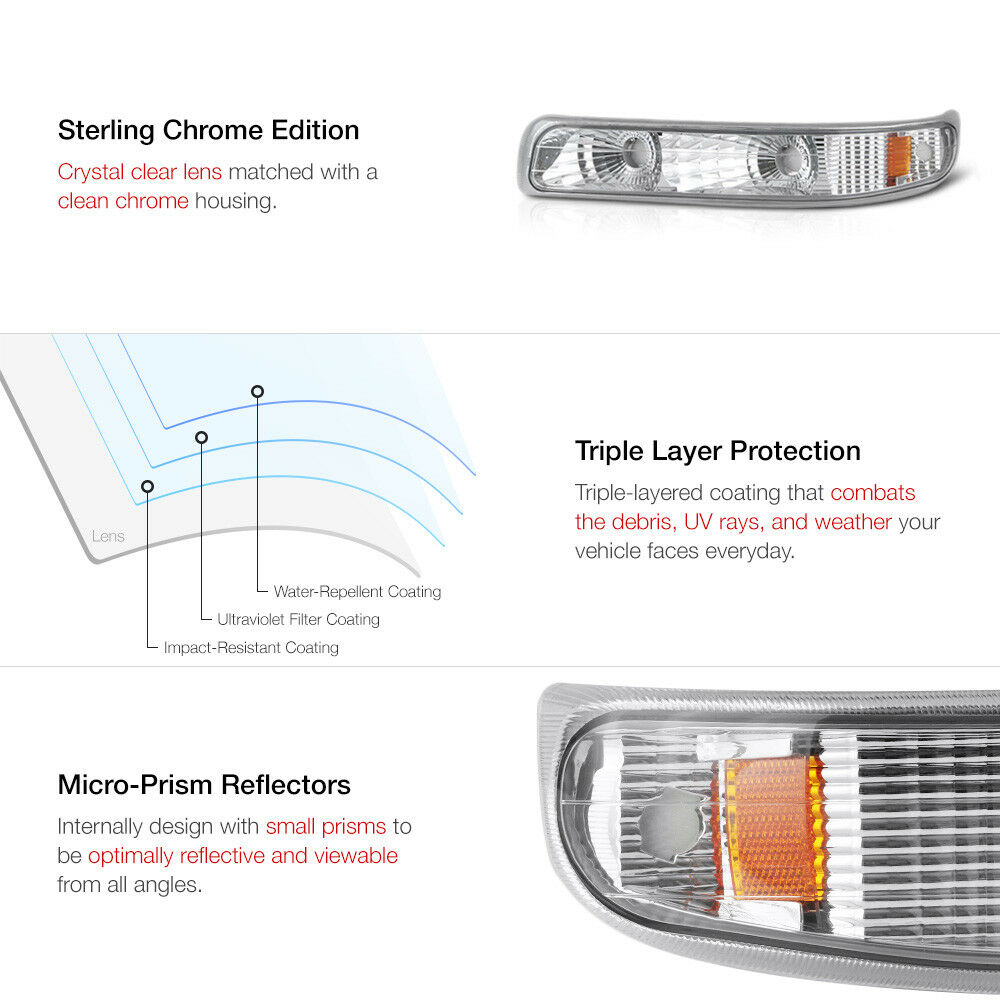 Sterling Chrome Edition
Crystal clear lens matched with a
clean chrome housing.
Lens
Water-Repellent Coating
Ultraviolet Filter Coating
Impact-Resistant Coating
Triple Layer Protection
Triple-layered coating that combats
the debris, UV rays, and weather your
vehicle faces everyday.
Micro-Prism Reflectors
Internally design with small prisms to
be optimally reflective and viewable
from all angles.